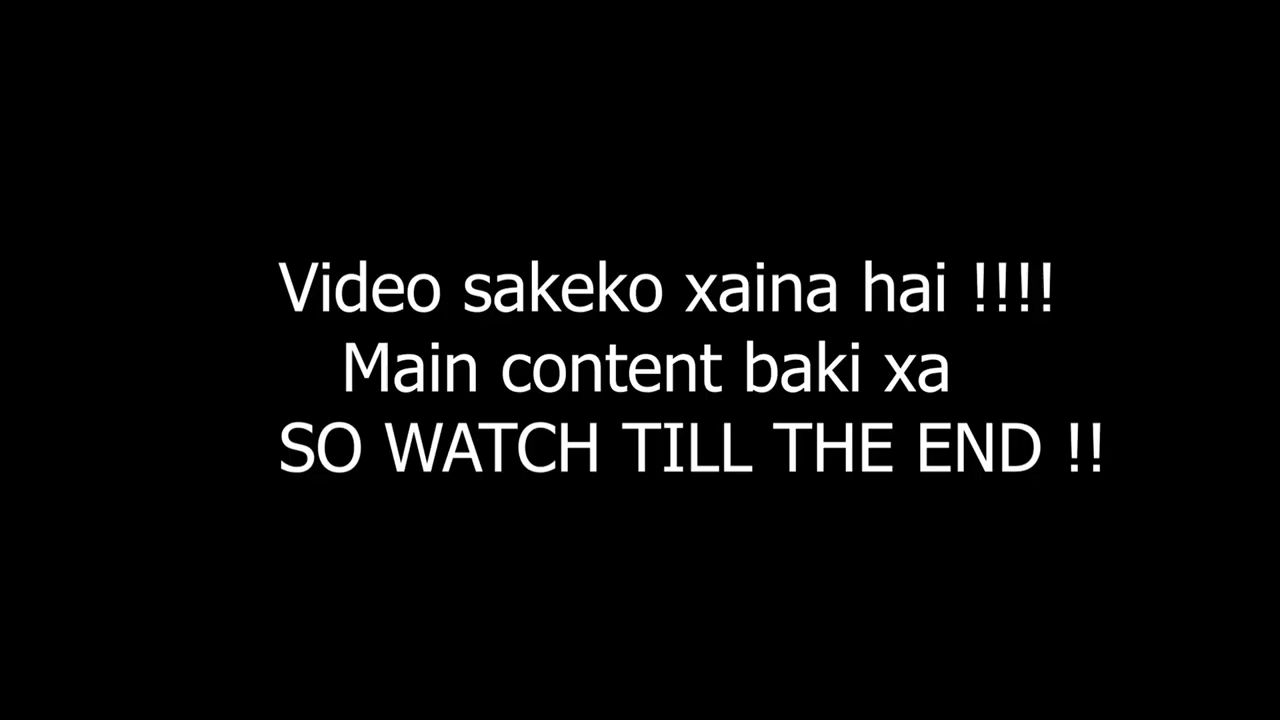 Video sakeko xaina hai !!!!
Main content baki xa
SO WATCH TILL THE END !!